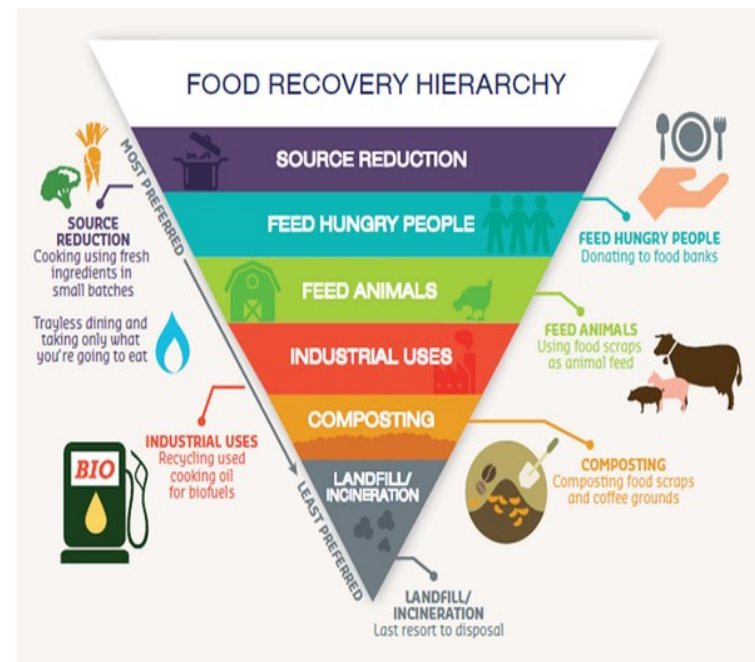 FOOD RECOVERY HIERARCHY
MOST PREFERRED
LEAST PREFERRED
SOURCE REDUCTION
FEED HUNGRY PEOPLE
FEED ANIMALS
INDUSTRIAL USES
COMPOSTING
LANDFILL/
INCINERATION
SOURCE
REDUCTION
Cooking using fresh
ingredients in
small batches
Trayless dining and
taking only what
you're going to eat
FEED HUNGRY PEOPLE
Donating to food banks
FEED ANIMALS
Using food scraps
as animal feed
INDUSTRIAL USES
Recycling used
cooking oil
for biofuels
BIO
COMPOSTING
Composting food scraps
and coffee grounds
LANDFILL/
INCINERATION
Last resort to disposal